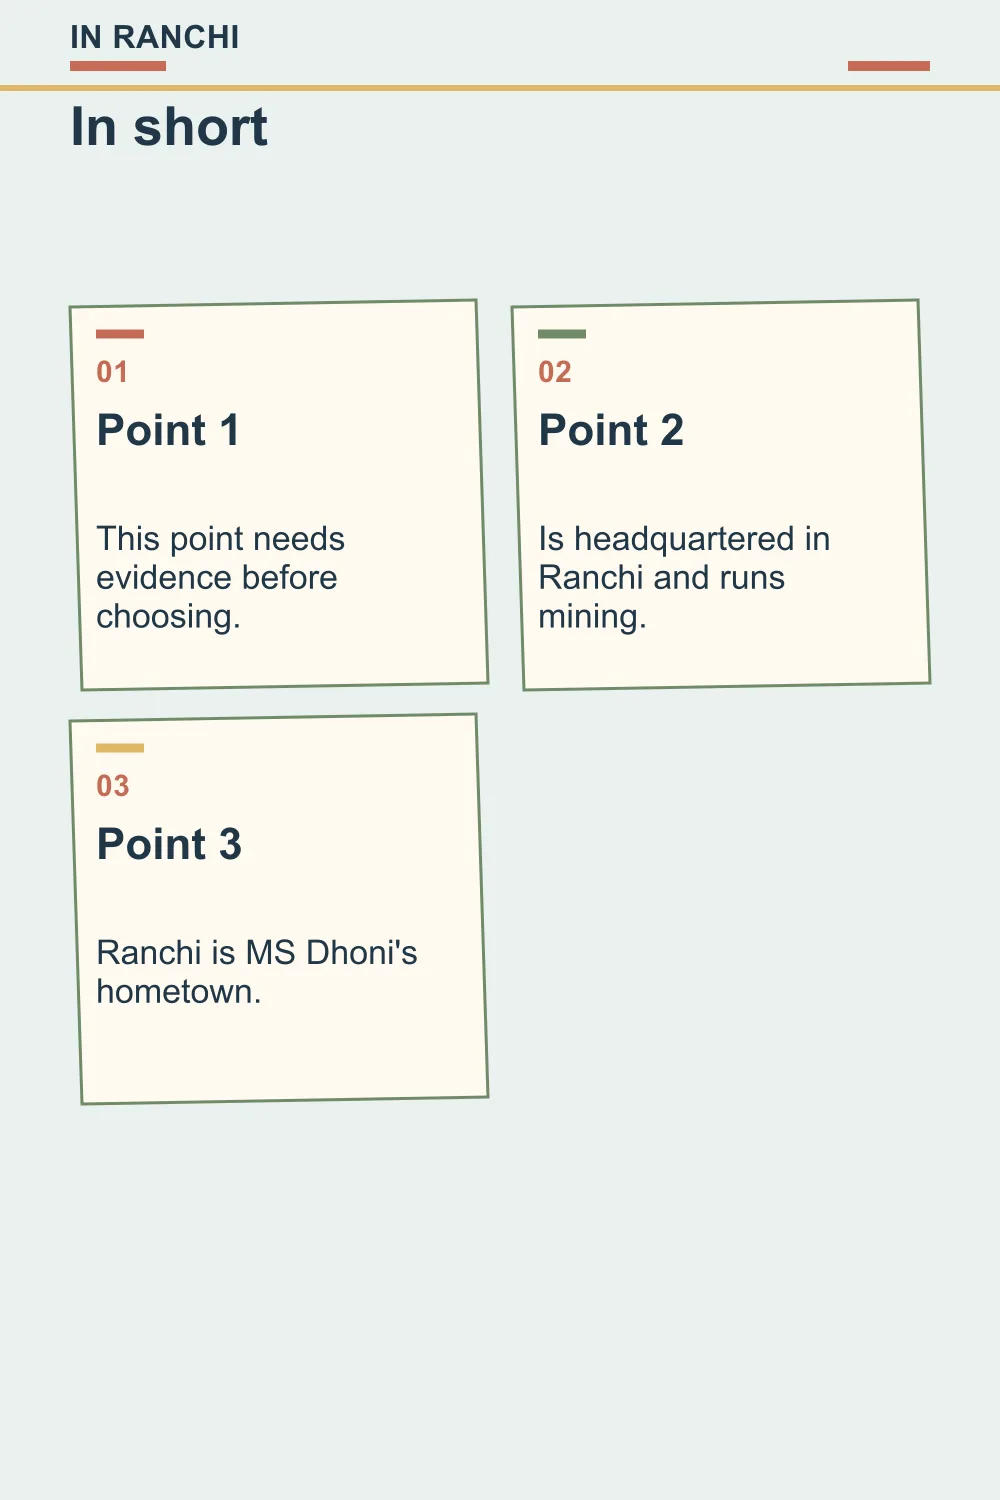 IN RANCHI
In short
01
Point 1
This point needs
evidence before
choosing.
02
Point 2
Is headquartered in
Ranchi and runs
mining.
03
Point 3
Ranchi is MS Dhoni's
hometown.